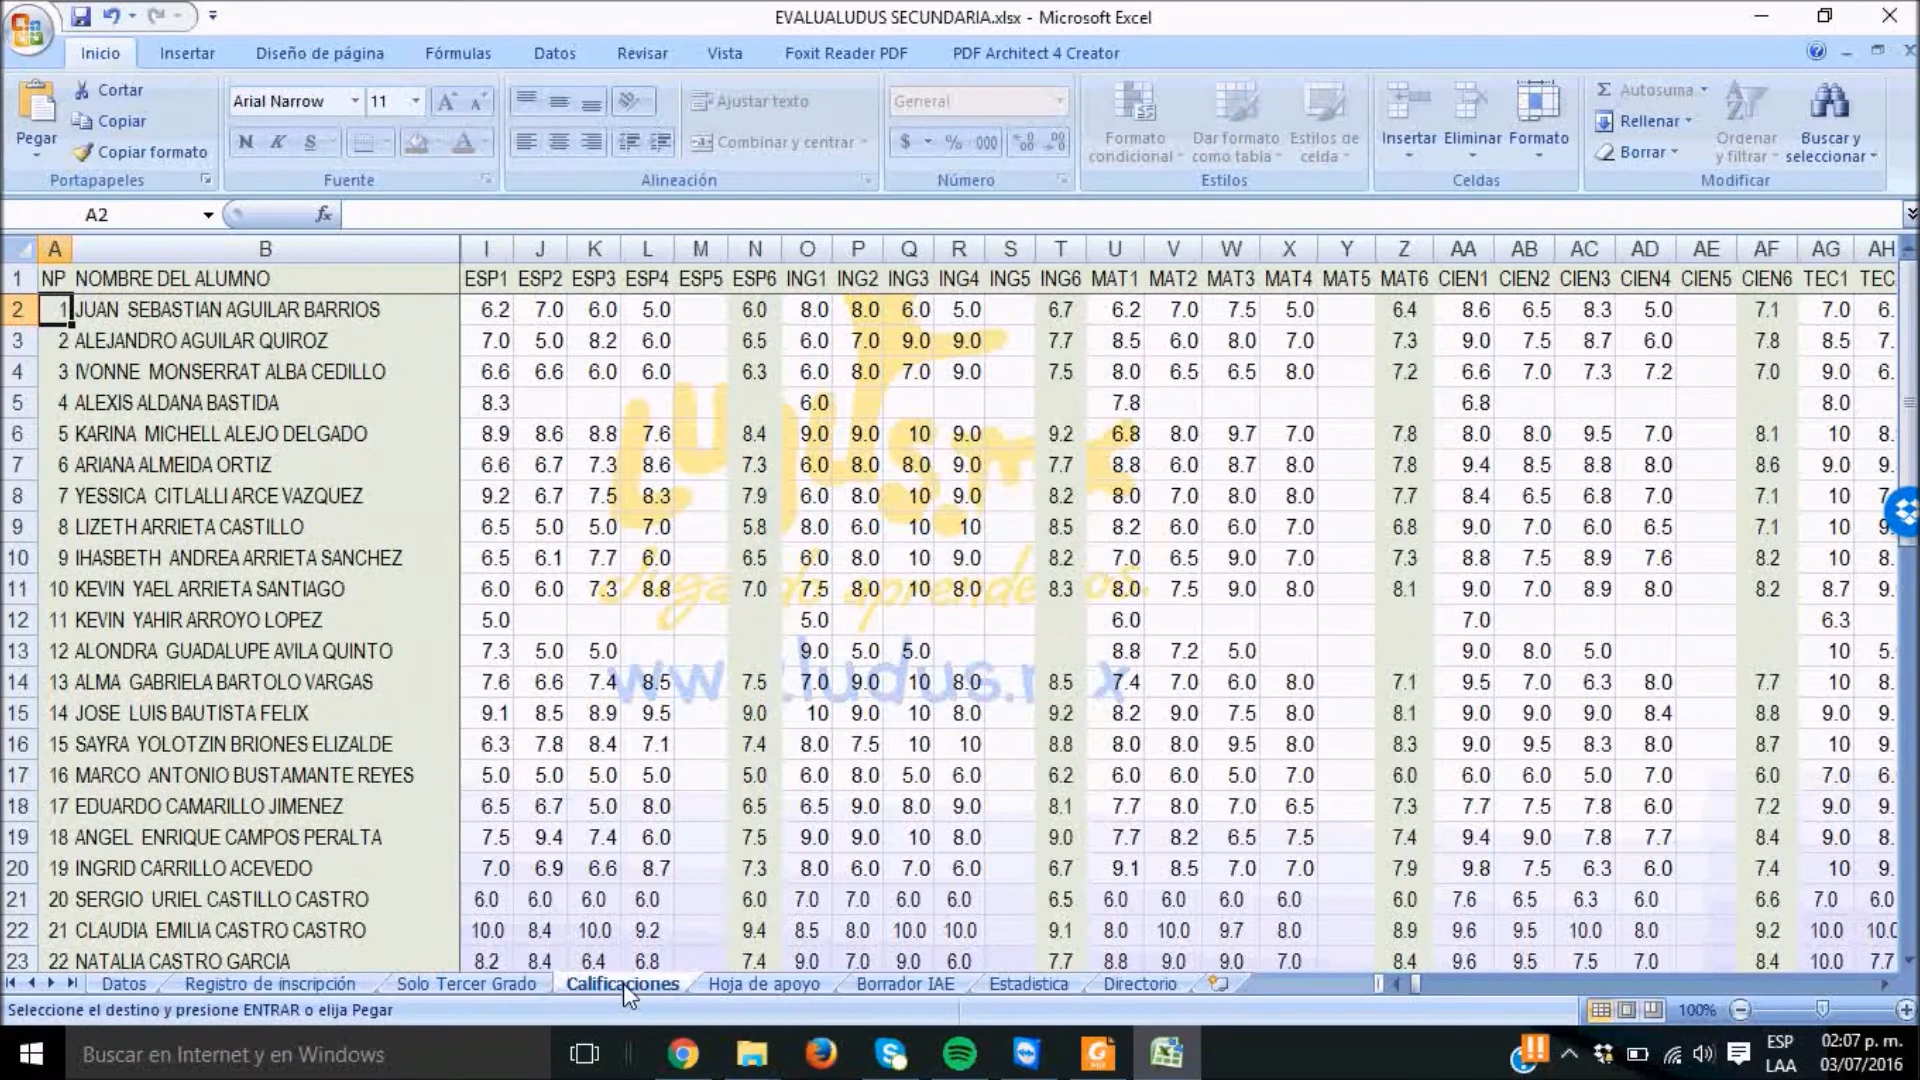 EVALUALUDUS SECUNDARIA.xlsx - Microsoft Excel
Inicio Insertar Diseño de página Fórmulas Datos Revisar Vista Foxit Reader PDF PDF Architect 4 Creator
Pegar Cortar Copiar Copiar formato Portapapeles
Arial Narrow 11 N K S Fuente
Ajustar texto Combinar y centrar Alineación
General $ % 000 Número
Formato condicional Dar formato como tabla Estilos de celda Estilos
Insertar Eliminar Formato Celdas
Σ Autosuma Rellenar Borrar Ordenar y filtrar Buscar y seleccionar Modificar
A2 fx
A B I J K L M N O P Q R S T U V W X Y Z AA AB AC AD AE AF AG AH
1 NP NOMBRE DEL ALUMNO ESP1 ESP2 ESP3 ESP4 ESP5 ESP6 ING1 ING2 ING3 ING4 ING5 ING6 MAT1 MAT2 MAT3 MAT4 MAT5 MAT6 CIEN1 CIEN2 CIEN3 CIEN4 CIEN5 CIEN6 TEC1 TEC
2 1 JUAN SEBASTIAN AGUILAR BARRIOS 6.2 7.0 6.0 5.0 6.0 8.0 8.0 6.0 5.0 6.7 6.2 7.0 7.5 5.0 6.4 8.6 6.5 8.3 5.0 7.1 7.0 6.
3 2 ALEJANDRO AGUILAR QUIROZ 7.0 5.0 8.2 6.0 6.5 6.0 7.0 9.0 9.0 7.7 8.5 6.0 8.0 7.0 7.3 9.0 7.5 8.7 6.0 7.8 8.5 7.
4 3 IVONNE MONSERRAT ALBA CEDILLO 6.6 6.6 6.0 6.0 6.3 6.0 8.0 7.0 9.0 7.5 8.0 6.5 6.5 8.0 7.2 6.6 7.0 7.3 7.2 7.0 9.0 6.
5 4 ALEXIS ALDANA BASTIDA 8.3 6.0 7.8 6.8 8.0
6 5 KARINA MICHELL ALEJO DELGADO 8.9 8.6 8.8 7.6 8.4 9.0 9.0 10 9.0 9.2 6.8 8.0 9.7 7.0 7.8 8.0 8.0 9.5 7.0 8.1 10 8.
7 6 ARIANA ALMEIDA ORTIZ 6.6 6.7 7.3 8.6 7.3 6.0 8.0 8.0 9.0 7.7 8.8 6.0 8.7 8.0 7.8 9.4 8.5 8.8 8.0 8.6 9.0 9.
8 7 YESSICA CITLALLI ARCE VAZQUEZ 9.2 6.7 7.5 8.3 7.9 6.0 8.0 10 9.0 8.2 8.0 7.0 8.0 8.0 7.7 8.4 6.5 6.8 7.0 7.1 10 7.
9 8 LIZETH ARRIETA CASTILLO 6.5 5.0 5.0 7.0 5.8 8.0 6.0 10 10 8.5 8.2 6.0 6.0 7.0 6.8 9.0 7.0 6.0 6.5 7.1 10 9.
10 9 IHASBETH ANDREA ARRIETA SANCHEZ 6.5 6.1 7.7 6.0 6.5 6.0 8.0 10 9.0 8.2 7.0 6.5 9.0 7.0 7.3 8.8 7.5 8.9 7.6 8.2 10 8.
11 10 KEVIN YAEL ARRIETA SANTIAGO 6.0 6.0 7.3 8.8 7.0 7.5 8.0 10 8.0 8.3 8.0 7.5 9.0 8.0 8.1 9.0 7.0 8.9 8.0 8.2 8.7 9.
12 11 KEVIN YAHIR ARROYO LOPEZ 5.0 5.0 6.0 7.0 6.3
13 12 ALONDRA GUADALUPE AVILA QUINTO 7.3 5.0 5.0 9.0 5.0 5.0 8.8 7.2 5.0 9.0 8.0 5.0 10 5.
14 13 ALMA GABRIELA BARTOLO VARGAS 7.6 6.6 7.4 8.5 7.5 7.0 9.0 10 8.0 8.5 7.4 7.0 6.0 8.0 7.1 9.5 7.0 6.3 8.0 7.7 10 8.
15 14 JOSE LUIS BAUTISTA FELIX 9.1 8.5 8.9 9.5 9.0 10 9.0 10 8.0 9.2 8.2 9.0 7.5 8.0 8.1 9.0 9.0 9.0 8.4 8.8 9.0 9.
16 15 SAYRA YOLOTZIN BRIONES ELIZALDE 6.3 7.8 8.4 7.1 7.4 8.0 7.5 10 10 8.8 8.0 8.0 9.5 8.0 8.3 9.0 9.5 8.3 8.0 8.7 10 9.
17 16 MARCO ANTONIO BUSTAMANTE REYES 5.0 5.0 5.0 5.0 5.0 6.0 8.0 5.0 6.0 6.2 6.0 6.0 5.0 7.0 6.0 6.0 6.0 5.0 7.0 6.0 7.0 6.
18 17 EDUARDO CAMARILLO JIMENEZ 6.5 6.7 5.0 8.0 6.5 6.5 9.0 8.0 9.0 8.1 7.7 8.0 7.0 6.5 7.3 7.7 7.5 7.8 6.0 7.2 9.0 9.
19 18 ANGEL ENRIQUE CAMPOS PERALTA 7.5 9.4 7.4 6.0 7.5 9.0 9.0 10 8.0 9.0 7.7 8.2 6.5 7.5 7.4 9.4 9.0 7.8 7.7 8.4 9.0 8.
20 19 INGRID CARRILLO ACEVEDO 7.0 6.9 6.6 8.7 7.3 8.0 6.0 7.0 6.0 6.7 9.1 8.5 7.0 7.0 7.9 9.8 7.5 6.3 6.0 7.4 10 9.
21 20 SERGIO URIEL CASTILLO CASTRO 6.0 6.0 6.0 6.0 6.0 7.0 7.0 6.0 6.0 6.5 6.0 6.0 6.0 6.0 6.0 7.6 6.5 6.3 6.0 6.6 7.0 6.0
22 21 CLAUDIA EMILIA CASTRO CASTRO 10.0 8.4 10.0 9.2 9.4 8.5 8.0 10.0 10.0 9.1 8.0 10.0 9.7 8.0 8.9 9.6 9.5 10.0 8.0 9.2 10.0 10.0
23 22 NATALIA CASTRO GARCIA 8.2 8.4 6.4 6.8 7.4 9.0 7.0 9.0 6.0 7.7 8.8 9.0 9.0 7.0 8.4 9.6 9.5 7.5 7.0 8.4 10.0 7.7
Datos Registro de inscripción Solo Tercer Grado Calificaciones Hoja de apoyo Borrador IAE Estadística Directorio
Seleccione el destino y presione ENTRAR o elija Pegar 100%
Buscar en Internet y en Windows ESP LAA 02:07 p. m. 03/07/2016